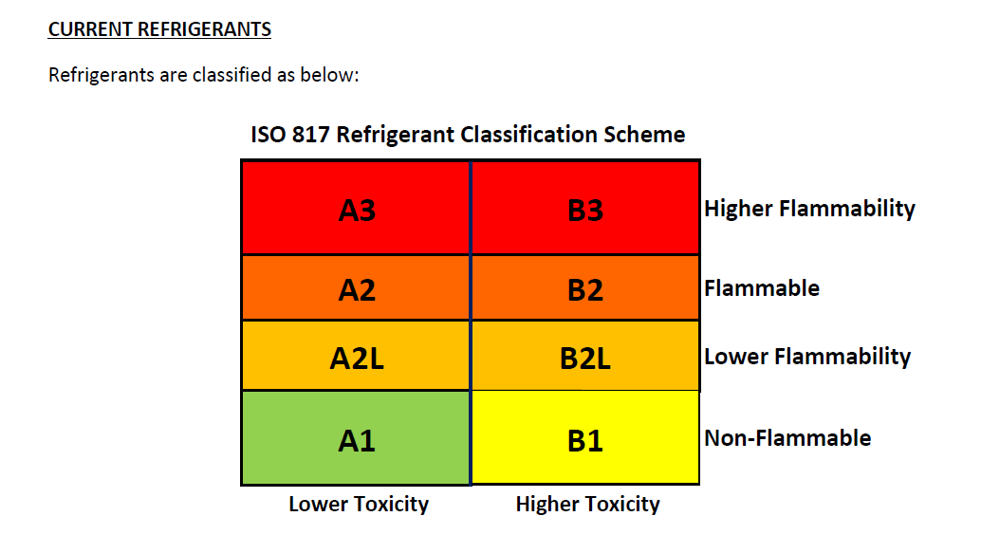 CURRENT REFRIGERANTS
Refrigerants are classified as below:
ISO 817 Refrigerant Classification Scheme
A3 B3 Higher Flammability
A2 B2 Flammable
A2L B2L Lower Flammability
A1 B1 Non-Flammable
Lower Toxicity Higher Toxicity